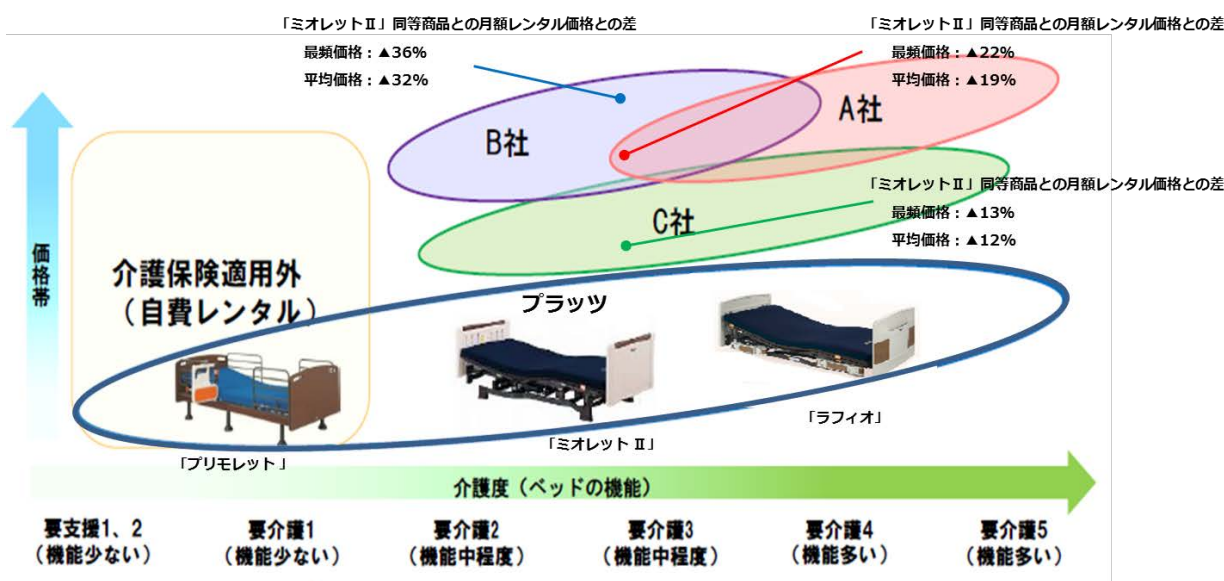 「ミオレットⅡ」同等商品との月額レンタル価格との差
最頻価格：▲36%
平均価格：▲32%
「ミオレットⅡ」同等商品との月額レンタル価格との差
最頻価格：▲22%
平均価格：▲19%
B社
A社
「ミオレットⅡ」同等商品との月額レンタル価格との差
最頻価格：▲13%
平均価格：▲12%
C社
価格帯
介護保険適用外
（自費レンタル）
プラッツ
「プリモレット」
「ミオレット Ⅱ」
「ラフィオ」
介護度（ベッドの機能）
要支援1、2
（機能少ない）
要介護1
（機能少ない）
要介護2
（機能中程度）
要介護3
（機能中程度）
要介護4
（機能多い）
要介護5
（機能多い）